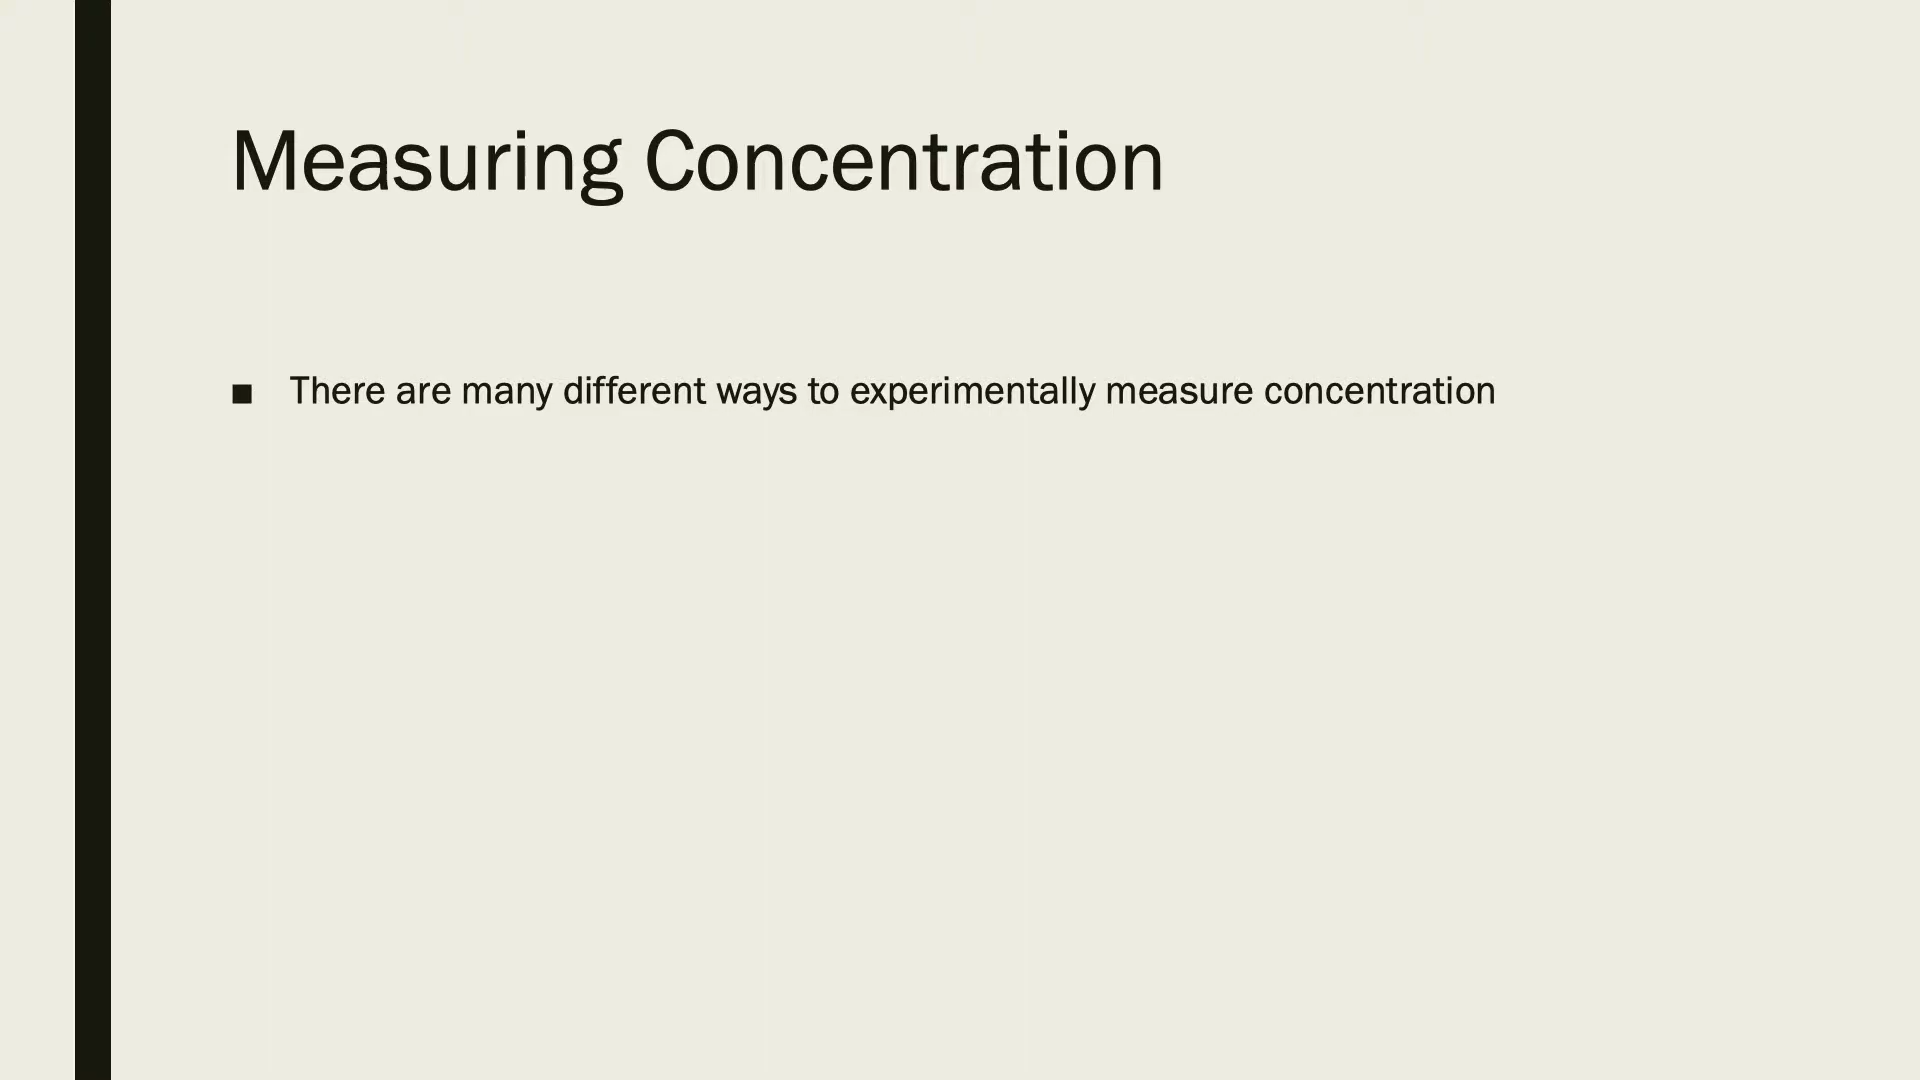 Measuring Concentration
■ There are many different ways to experimentally measure concentration